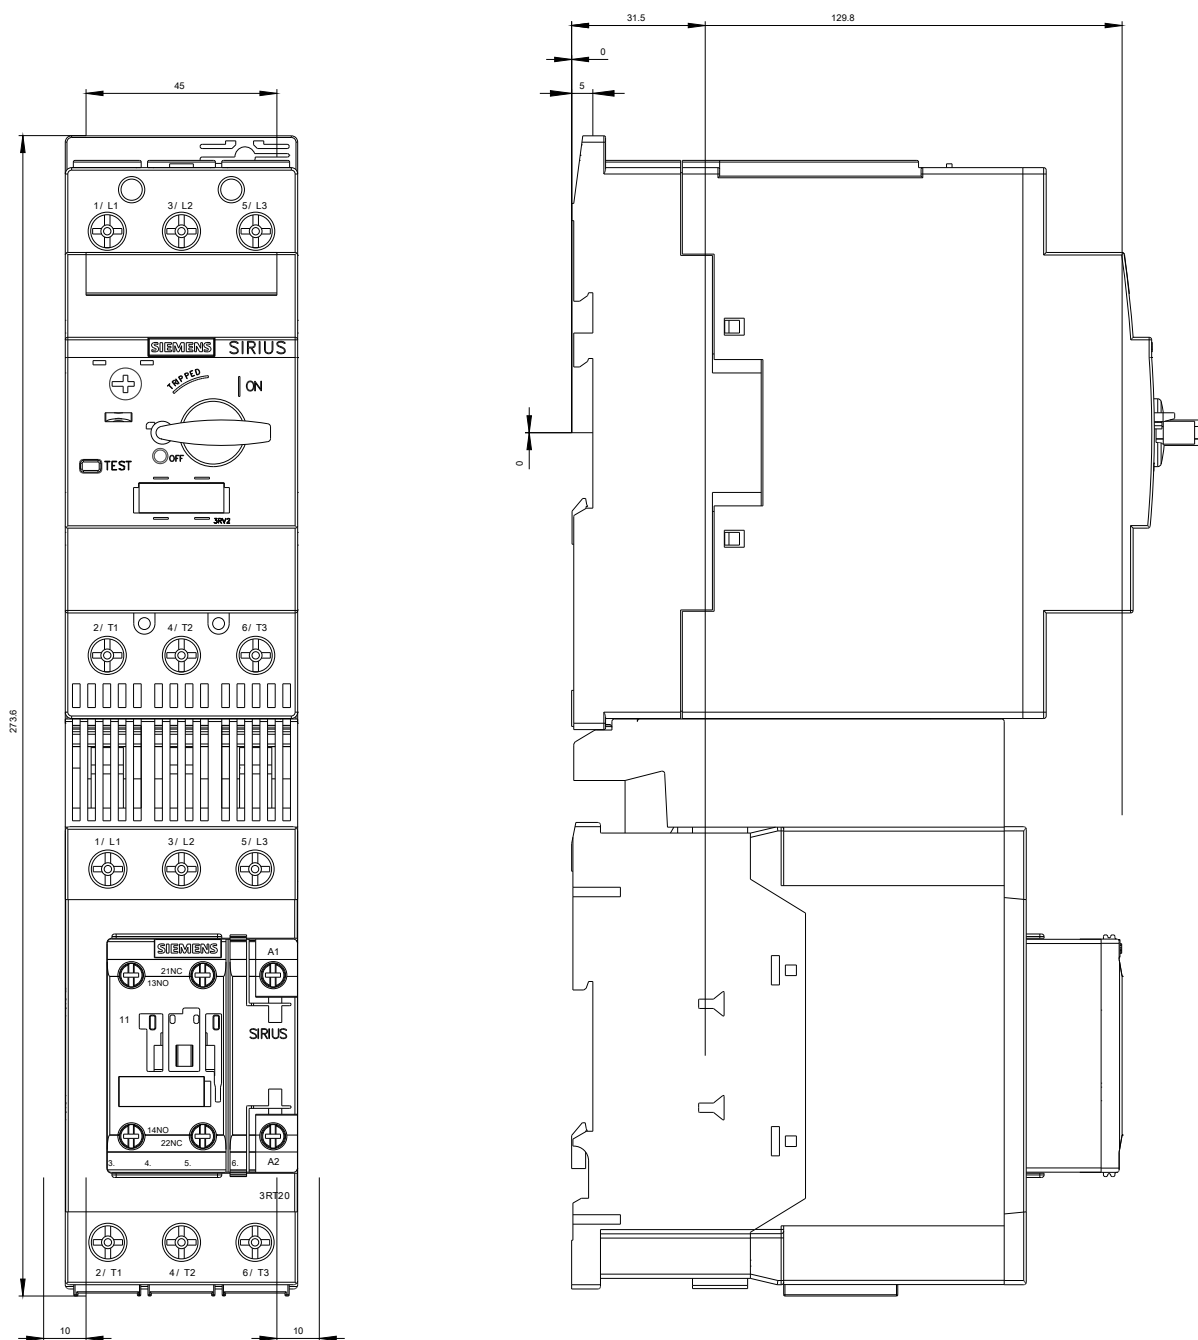 31.5
129.8
0
5
45
1/ L1
3/ L2
5/ L3
SIEMENS SIRIUS
TRIPPED
ON
OFF
TEST
3RV2
0
2/ T1
4/ T2
6/ T3
273.6
1/ L1
3/ L2
5/ L3
SIEMENS
A1
21NC
13NO
11
SIRIUS
14NO
22NC
3.
4.
5.
6.
A2
3RT20
2/ T1
4/ T2
6/ T3
10
10